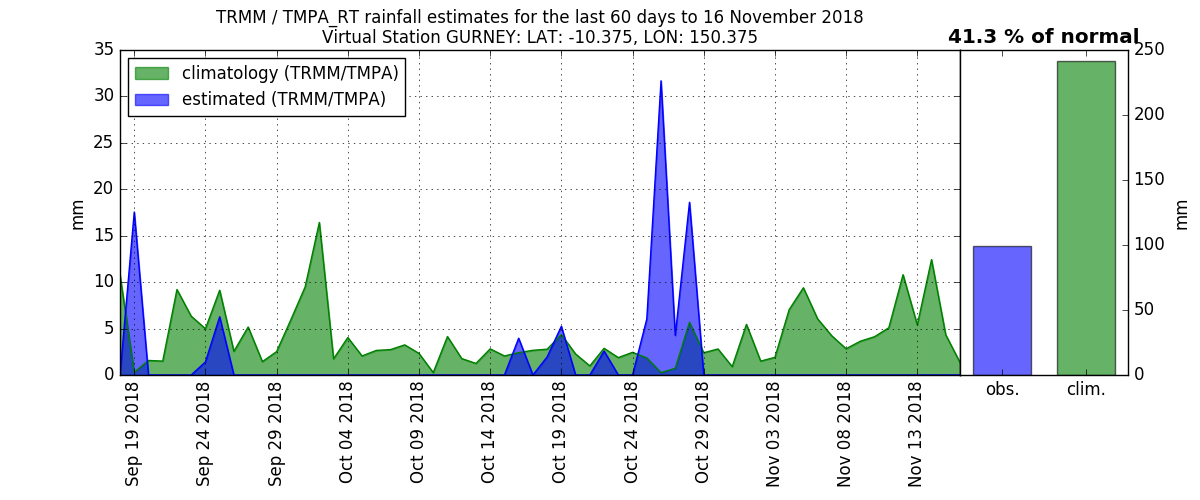 TRMM / TMPA_RT rainfall estimates for the last 60 days to 16 November 2018
Virtual Station GURNEY: LAT: -10.375, LON: 150.375
41.3 % of normal
climatology (TRMM/TMPA)
estimated (TRMM/TMPA)
35
30
25
20
15
10
5
0
mm
Sep 19 2018
Sep 24 2018
Sep 29 2018
Oct 04 2018
Oct 09 2018
Oct 14 2018
Oct 19 2018
Oct 24 2018
Oct 29 2018
Nov 03 2018
Nov 08 2018
Nov 13 2018
obs.
clim.
250
200
150
100
50
0
mm